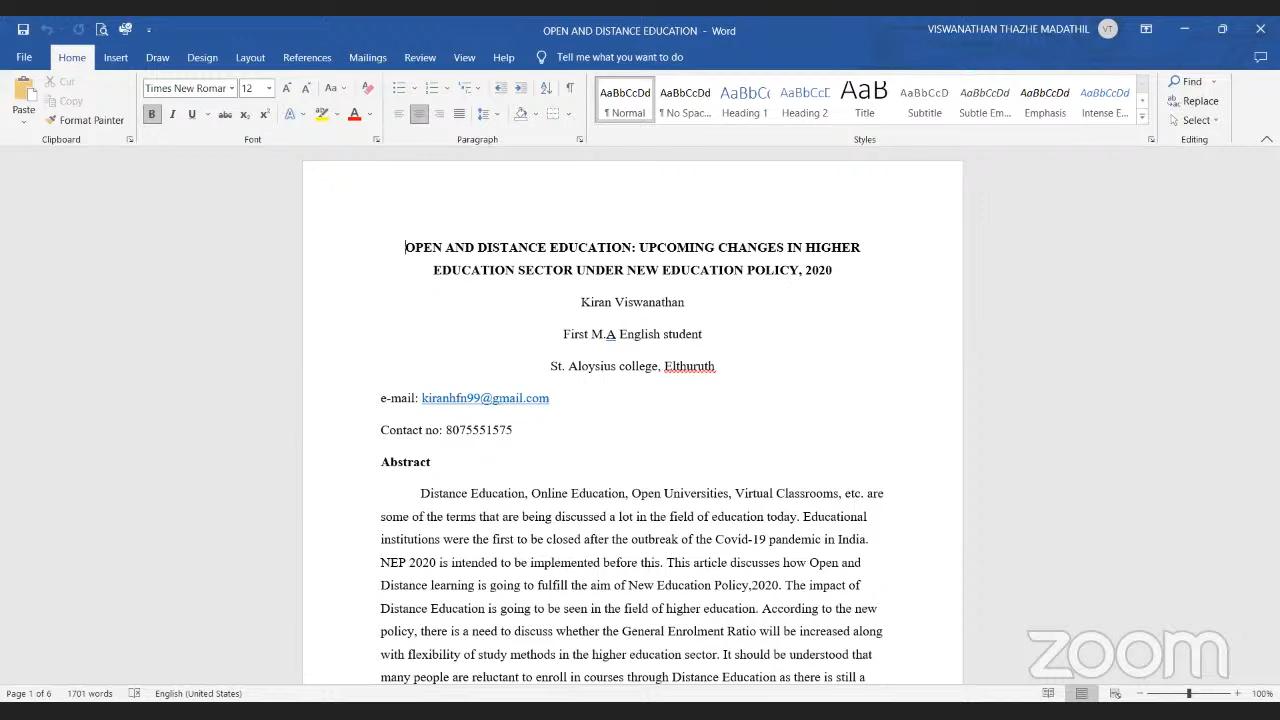 OPEN AND DISTANCE EDUCATION - Word
VISWANATHAN THAZHE MADATHIL
VT
File
Home
Insert
Draw
Design
Layout
References
Mailings
Review
View
Help
Tell me what you want to do
Paste
Cut
Copy
Format Painter
Clipboard
Times New Romar
12
Font
Paragraph
AaBbCcDd
¶ Normal
AaBbCcDd
¶ No Spac...
AaBbCc
Heading 1
AaBbCcE
Heading 2
AaB
Title
AaBbCcD
Subtitle
AaBbCcDd
Subtle Em...
AaBbCcDd
Emphasis
AaBbCcDd
Intense E...
Styles
Find
Replace
Select
Editing
OPEN AND DISTANCE EDUCATION: UPCOMING CHANGES IN HIGHER
EDUCATION SECTOR UNDER NEW EDUCATION POLICY, 2020
Kiran Viswanathan
First M.A English student
St. Aloysius college, Elthuruth
e-mail: kiranhfn99@gmail.com
Contact no: 8075551575
Abstract
Distance Education, Online Education, Open Universities, Virtual Classrooms, etc. are
some of the terms that are being discussed a lot in the field of education today. Educational
institutions were the first to be closed after the outbreak of the Covid-19 pandemic in India.
NEP 2020 is intended to be implemented before this. This article discusses how Open and
Distance learning is going to fulfill the aim of New Education Policy,2020. The impact of
Distance Education is going to be seen in the field of higher education. According to the new
policy, there is a need to discuss whether the General Enrolment Ratio will be increased along
with flexibility of study methods in the higher education sector. It should be understood that
many people are reluctant to enroll in courses through Distance Education as there is still a
zoom
Page 1 of 6
1701 words
English (United States)
100%